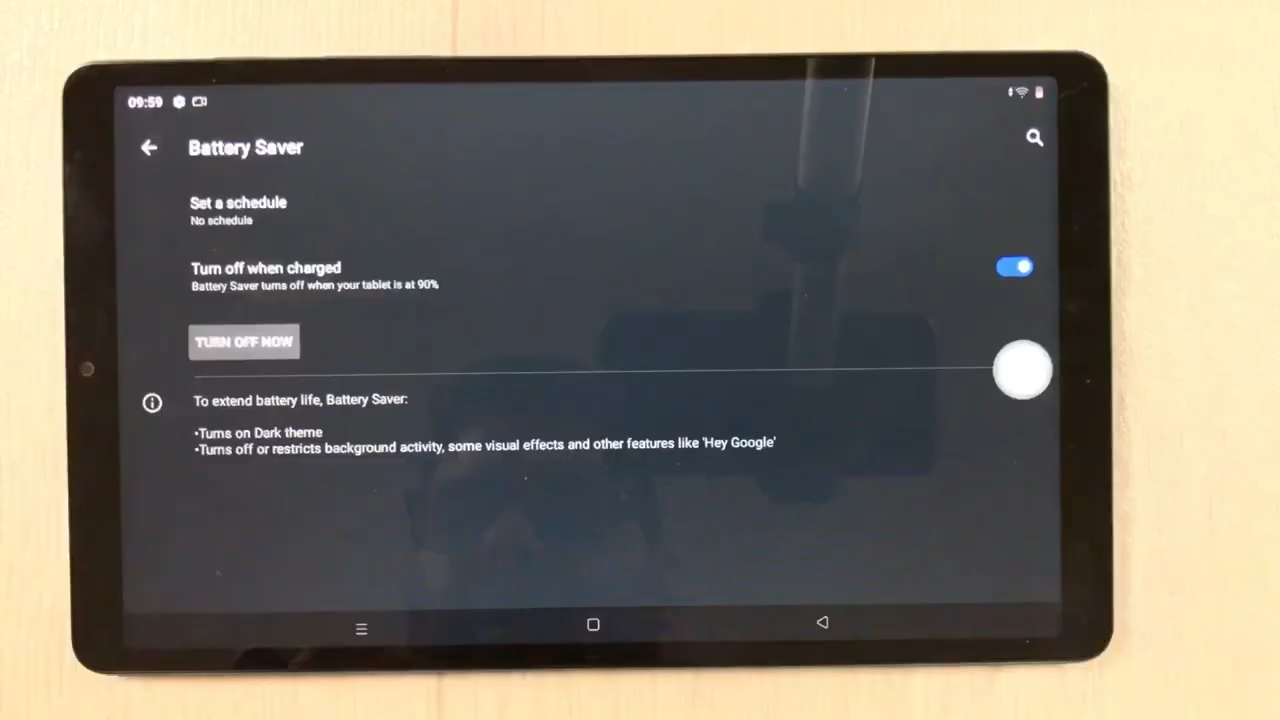 09:59
Battery Saver
Set a schedule
No schedule
Turn off when charged
Battery Saver turns off when your tablet is at 90%
TURN OFF NOW
To extend battery life, Battery Saver:
•Turns on Dark theme
•Turns off or restricts background activity, some visual effects and other features like 'Hey Google'